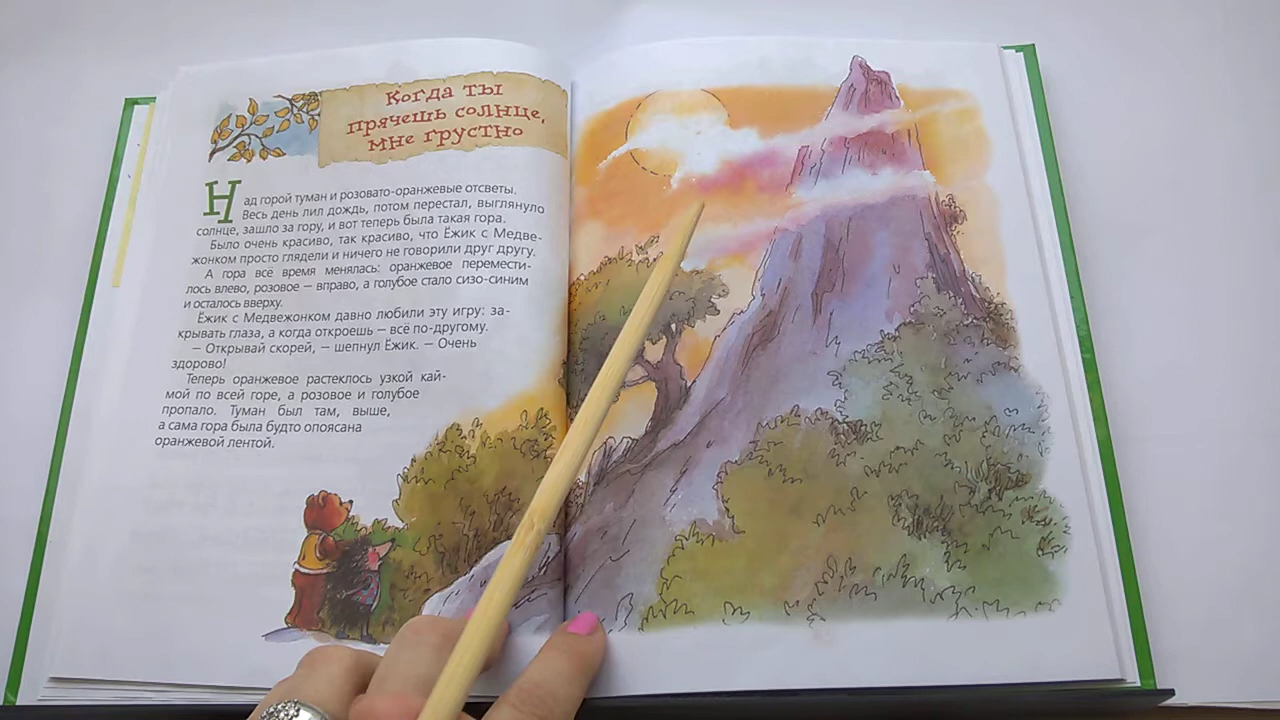 Когда ты
прячешь солнце,
мне грустно
Над горой туман и розовато-оранжевые отсветы.
Весь день лил дождь, потом перестал, выглянуло
солнце, зашло за гору, и вот теперь была такая гора.
Было очень красиво, так красиво, что Ёжик с Медве-
жонком просто глядели и ничего не говорили друг другу.
А гора всё время менялась: оранжевое перемести-
лось влево, розовое — вправо, а голубое стало сизо-синим
и осталось вверху.
Ёжик с Медвежонком давно любили эту игру: за-
крывать глаза, а когда откроешь — всё по-другому.
— Открывай скорей, — шепнул Ёжик. — Очень
здорово!
Теперь оранжевое растеклось узкой кай-
мой по всей горе, а розовое и голубое
пропало. Туман был там, выше,
а сама гора была будто опоясана
оранжевой лентой.